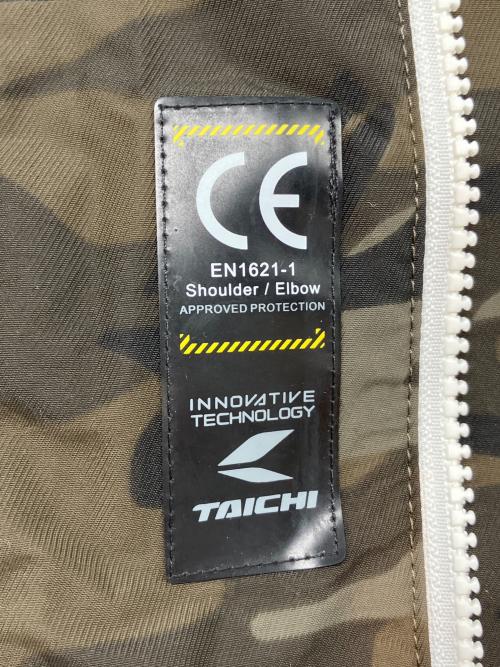 CE
EN1621-1
Shoulder / Elbow
APPROVED PROTECTION
INNOVATIVE
TECHNOLOGY
TAICHI